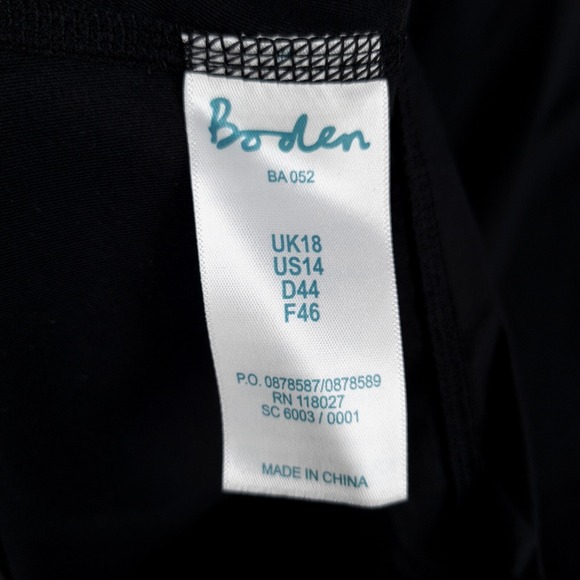 Boden
BA 052
UK18
US14
D44
F46
P.O. 0878587/0878589
RN 118027
SC 6003 / 0001
MADE IN CHINA